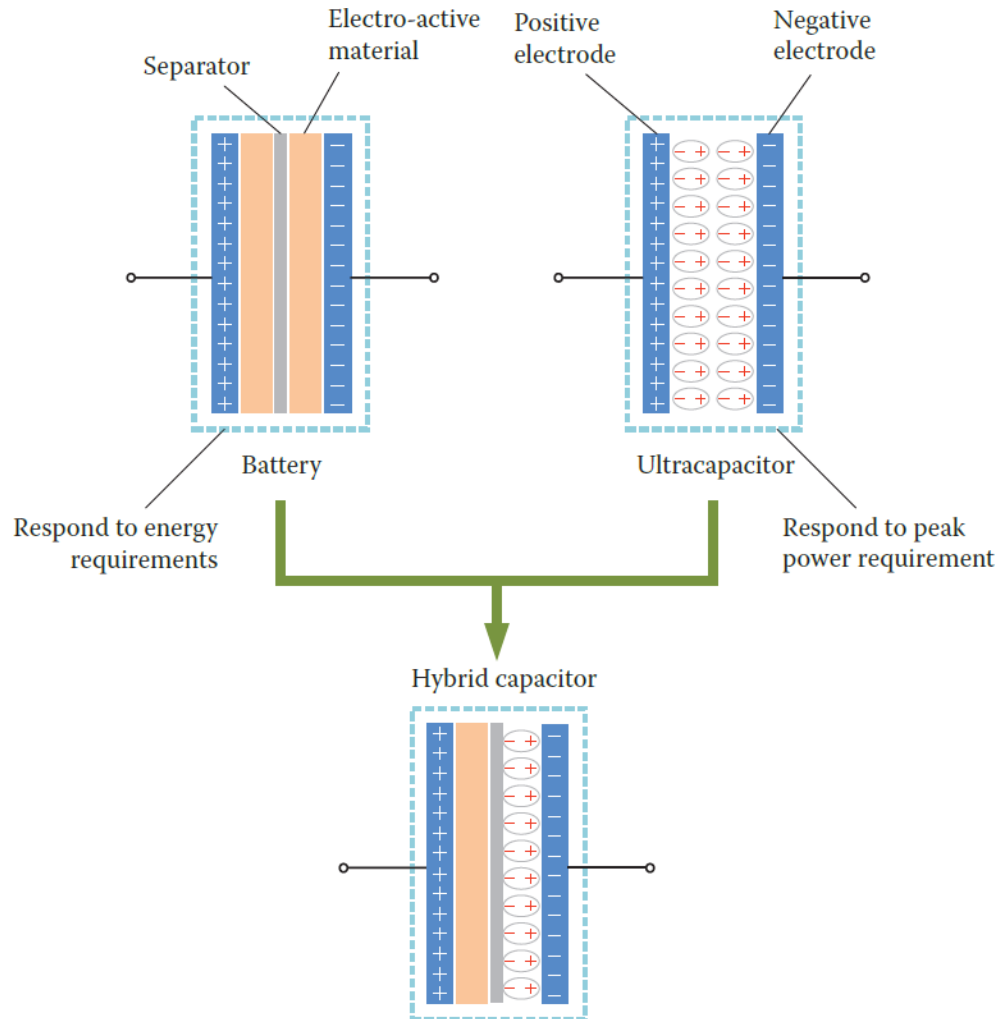 Electro-active
material
Separator
Positive
electrode
Negative
electrode
Battery
Ultracapacitor
Respond to energy
requirements
Respond to peak
power requirement
Hybrid capacitor